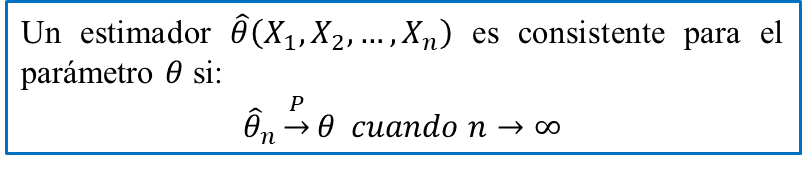 Un estimador θ̂(X₁, X₂, … , Xₙ) es consistente para el
parámetro θ si:
θ̂ₙ →ᴾ θ cuando n → ∞